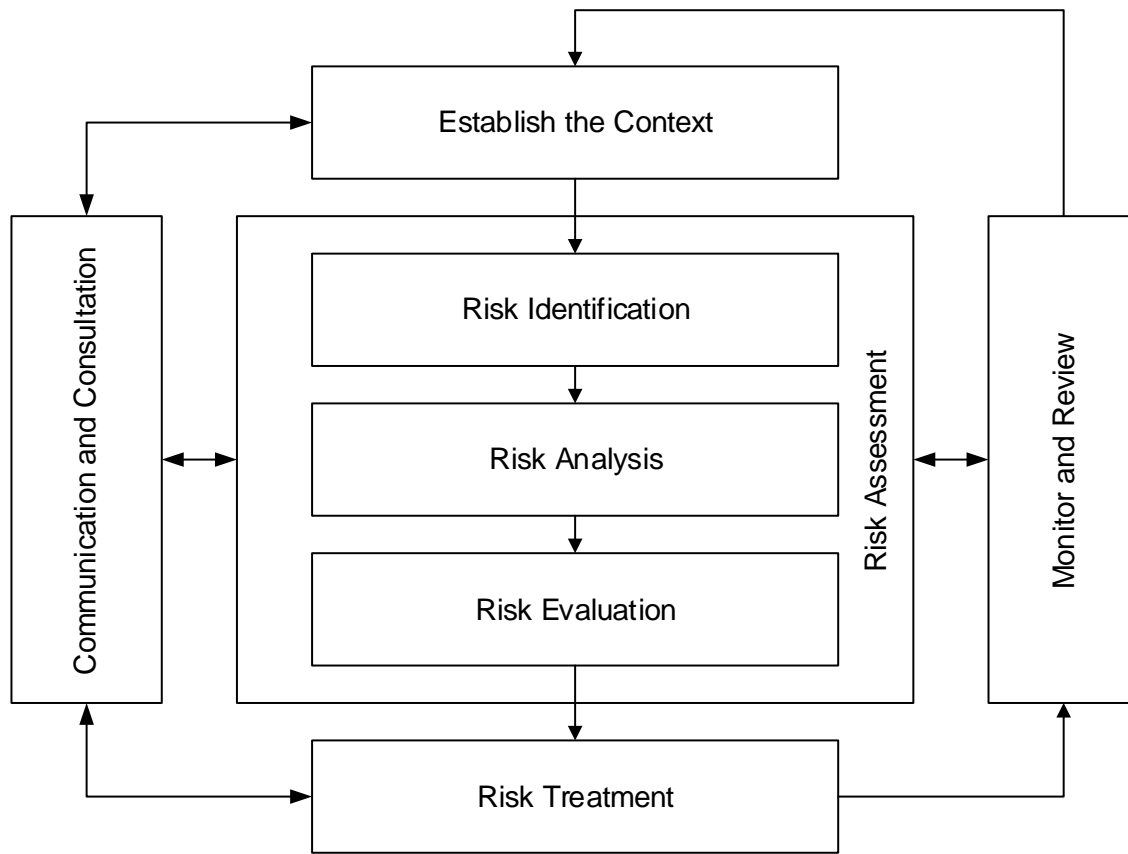 Establish the Context
Communication and Consultation
Risk Identification
Risk Analysis
Risk Evaluation
Risk Assessment
Monitor and Review
Risk Treatment